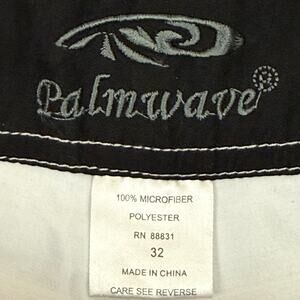 Palmwave
100% MICROFIBER
POLYESTER
RN 88831
32
MADE IN CHINA
CARE SEE REVERSE